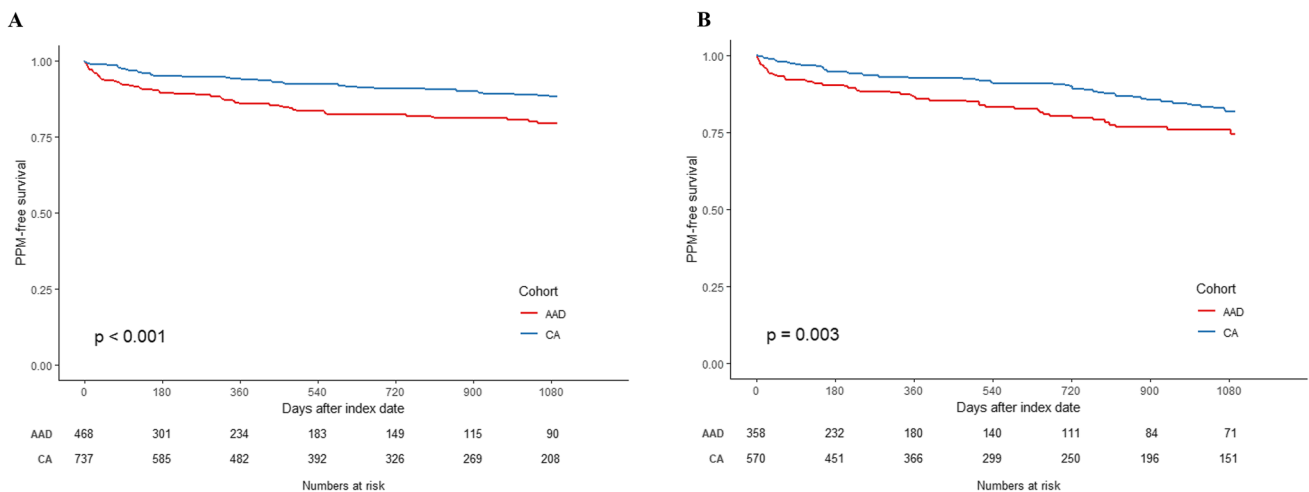 A
PPM-free survival
1.00
0.75
0.50
0.25
0.00
Cohort
AAD
CA
p < 0.001
0 180 360 540 720 900 1080
Days after index date
AAD 468 301 234 183 149 115 90
CA 737 585 482 392 326 269 208
Numbers at risk
B
PPM-free survival
1.00
0.75
0.50
0.25
0.00
Cohort
AAD
CA
p = 0.003
0 180 360 540 720 900 1080
Days after index date
AAD 358 232 180 140 111 84 71
CA 570 451 366 299 250 196 151
Numbers at risk